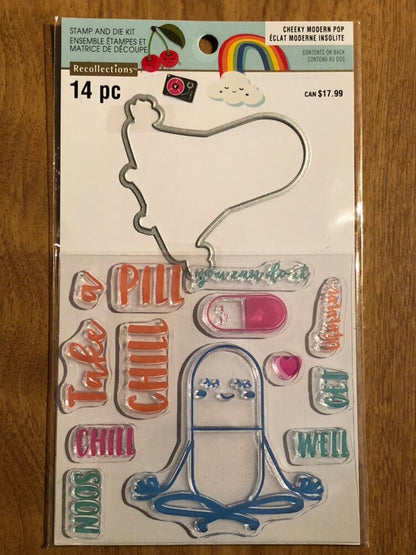 STAMP AND DIE KIT
ENSEMBLE ÉTAMPES ET
MATRICE DE DÉCOUPE
Recollections™
14 pc
CHEEKY MODERN POP
ÉCLAT MODERNE INSOLITE
CONTENTS ON BACK
CONTENU AU DOS
CAN $17.99
you can do it
Take a
PILL
CHILL
CHILL
SOON
GET
WELL